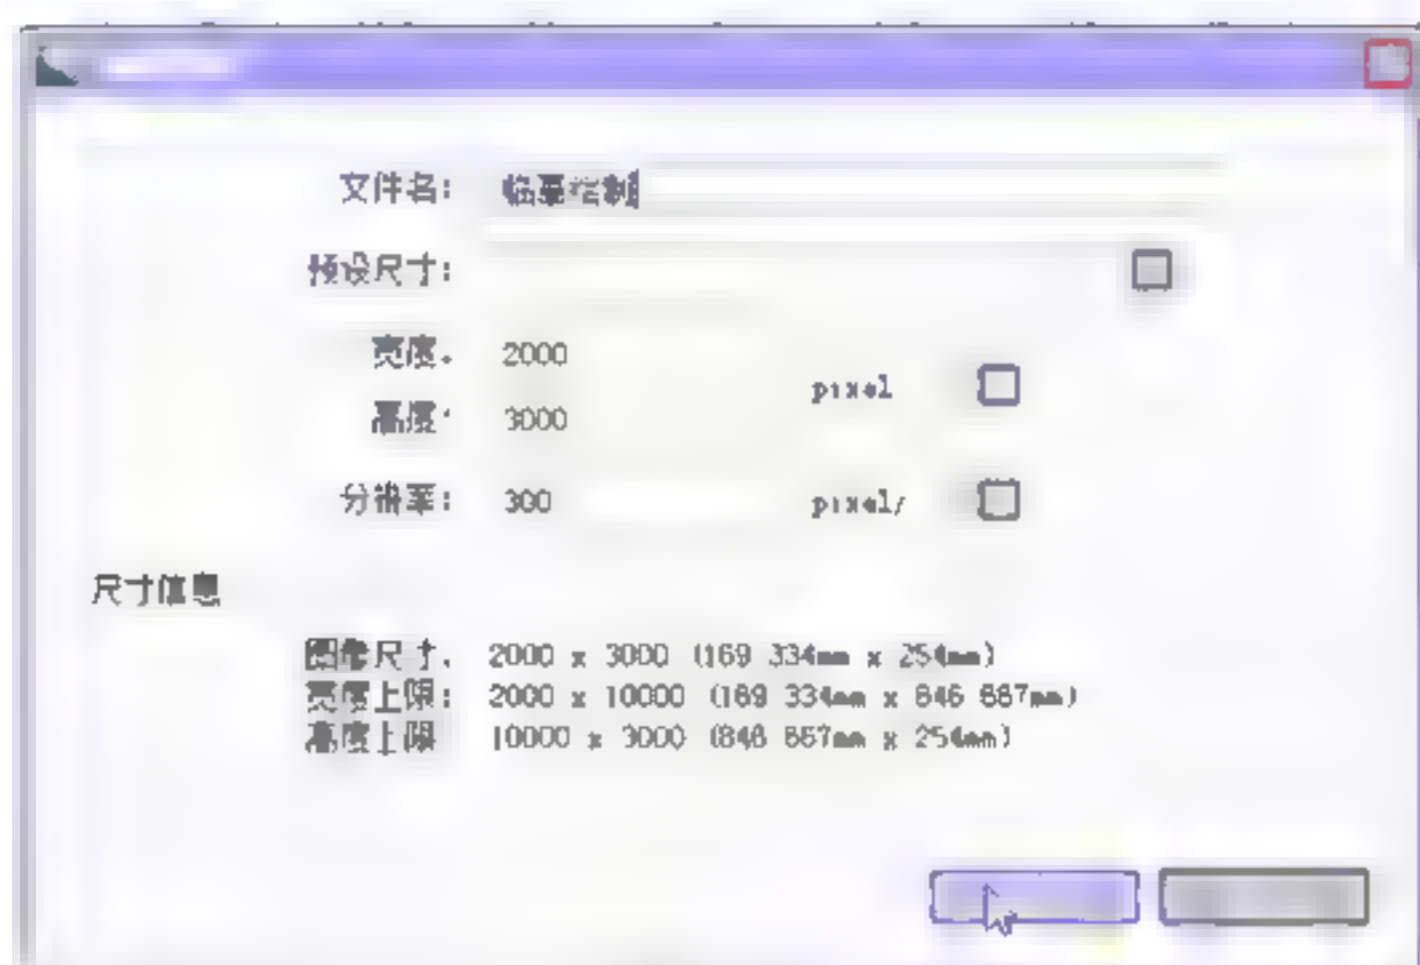 文件名: 临摹绘制
预设尺寸:
宽度:
2000
高度:
3000
pixel
分辨率: 300 pixel/
尺寸信息
图像尺寸: 2000 x 3000 (169.334mm x 254mm)
宽度上限: 2000 x 10000 (169.334mm x 846.667mm)
高度上限: 10000 x 3000 (846.667mm x 254mm)